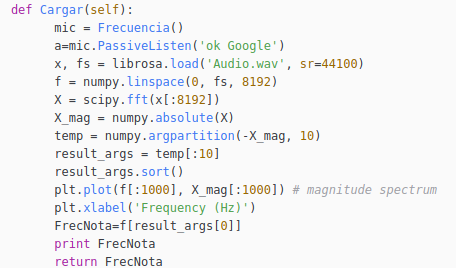 def Cargar(self):
mic = Frecuencia()
a=mic.PassiveListen('ok Google')
x, fs = librosa.load('Audio.wav', sr=44100)
f = numpy.linspace(0, fs, 8192)
X = scipy.fft(x[:8192])
X_mag = numpy.absolute(X)
temp = numpy.argpartition(-X_mag, 10)
result_args = temp[:10]
result_args.sort()
plt.plot(f[:1000], X_mag[:1000]) # magnitude spectrum
plt.xlabel('Frequency (Hz)')
FrecNota=f[result_args[0]]
print FrecNota
return FrecNota